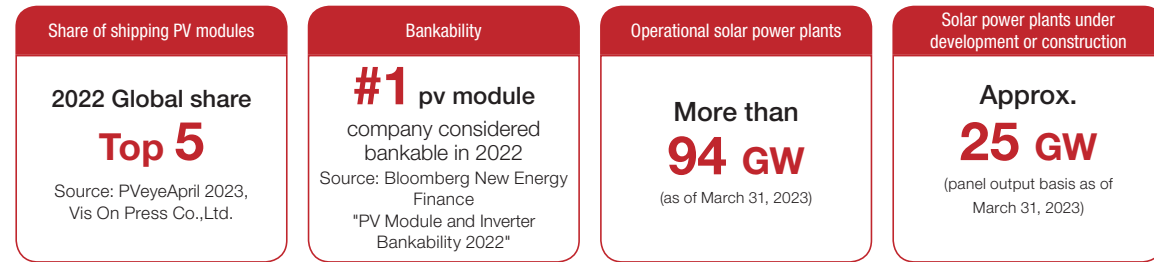 Share of shipping PV modules
2022 Global share
Top 5
Source: PVeyeApril 2023,
Vis On Press Co.,Ltd.
Bankability
#1 pv module
company considered
bankable in 2022
Source: Bloomberg New Energy
Finance
"PV Module and Inverter
Bankability 2022"
Operational solar power plants
More than
94 GW
(as of March 31, 2023)
Solar power plants under
development or construction
Approx.
25 GW
(panel output basis as of
March 31, 2023)